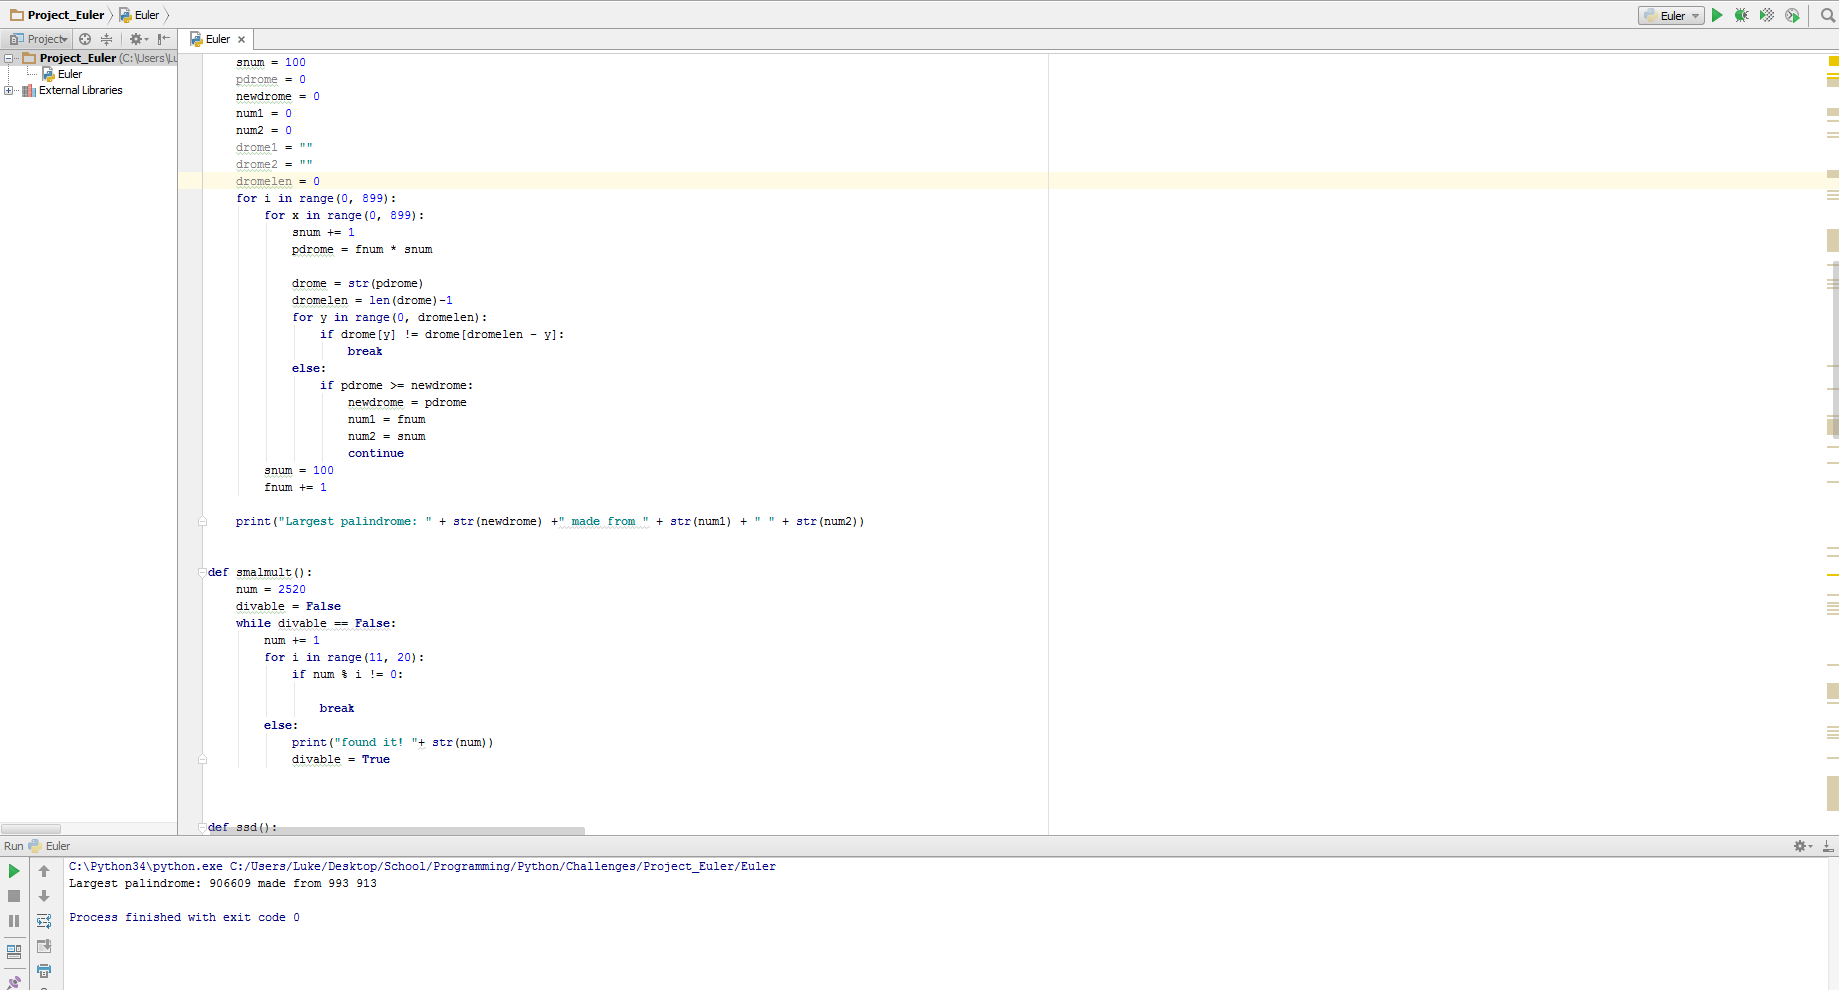 Project_Euler Euler Euler
Project Euler
Project_Euler (C:\Users\Lu
Euler
External Libraries
snum = 100
pdrome = 0
newdrome = 0
num1 = 0
num2 = 0
drome1 = ""
drome2 = ""
dromelen = 0
for i in range(0, 899):
for x in range(0, 899):
snum += 1
pdrome = fnum * snum
drome = str(pdrome)
dromelen = len(drome)-1
for y in range(0, dromelen):
if drome[y] != drome[dromelen - y]:
break
else:
if pdrome >= newdrome:
newdrome = pdrome
num1 = fnum
num2 = snum
continue
snum = 100
fnum += 1
print("Largest palindrome: " + str(newdrome) +" made from " + str(num1) + " " + str(num2))
def smalmult():
num = 2520
divable = False
while divable == False:
num += 1
for i in range(11, 20):
if num % i != 0:
break
else:
print("found it! "+ str(num))
divable = True
def ssd():
Run Euler
C:\Python34\python.exe C:/Users/Luke/Desktop/School/Programming/Python/Challenges/Project_Euler/Euler
Largest palindrome: 906609 made from 993 913
Process finished with exit code 0